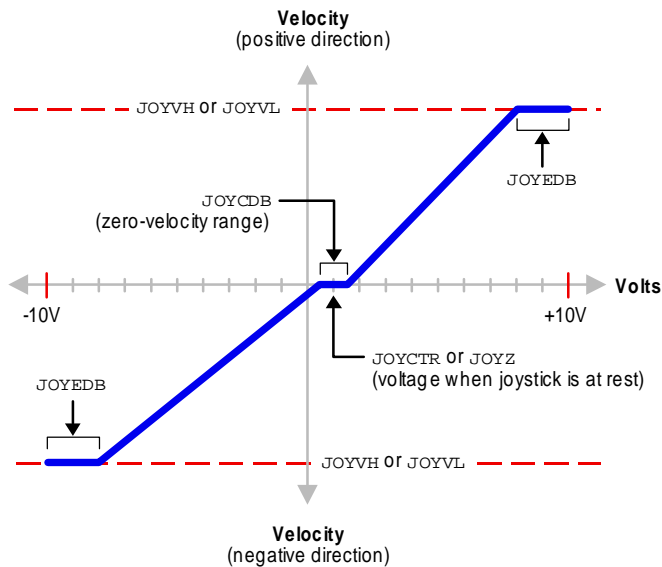 Velocity
(positive direction)
JOYVH or JOYVL
JOYEDB
JOYCDB
(zero-velocity range)
Volts
-10V
+10V
JOYCTR or JOYZ
(voltage when joystick is at rest)
JOYEDB
JOYVH or JOYVL
Velocity
(negative direction)